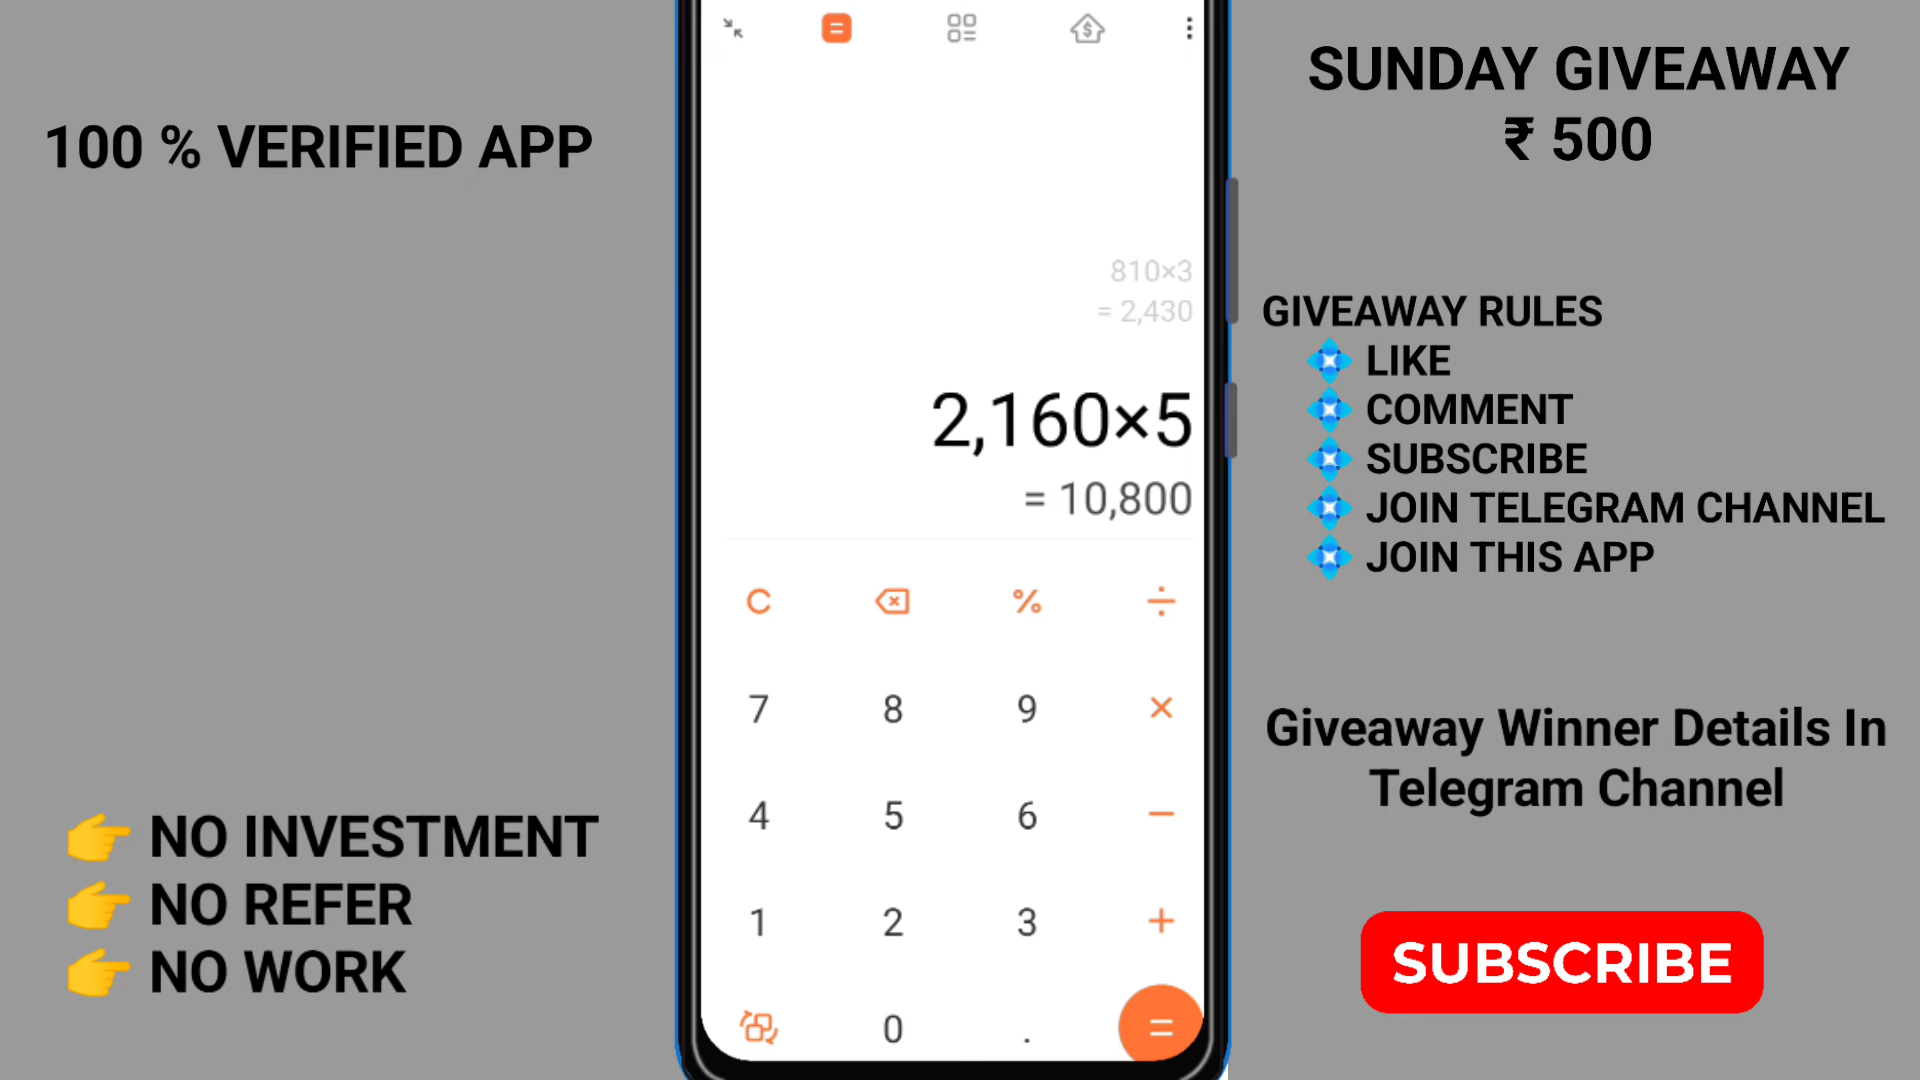 100 % VERIFIED APP
👉 NO INVESTMENT
👉 NO REFER
👉 NO WORK
810×3
= 2,430
2,160×5
= 10,800
C % ÷
7 8 9 ×
4 5 6 −
1 2 3 +
0 . =
SUNDAY GIVEAWAY
₹ 500
GIVEAWAY RULES
💠 LIKE
💠 COMMENT
💠 SUBSCRIBE
💠 JOIN TELEGRAM CHANNEL
💠 JOIN THIS APP
Giveaway Winner Details In
Telegram Channel
SUBSCRIBE